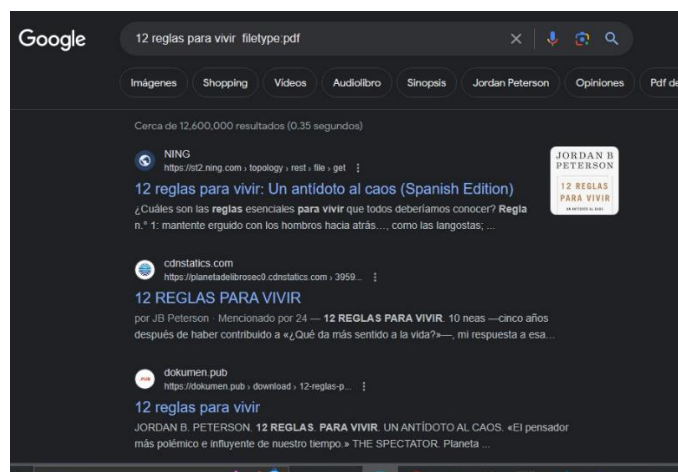 Google
12 reglas para vivir filetype:pdf
Imágenes Shopping Vídeos Audiolibro Sinopsis Jordan Peterson Opiniones Pdf de
Cerca de 12,600,000 resultados (0.35 segundos)
NING
https://st2.ning.com › topology › rest › file › get
12 reglas para vivir: Un antídoto al caos (Spanish Edition)
¿Cuáles son las reglas esenciales para vivir que todos deberíamos conocer? Regla
n.° 1: mantente erguido con los hombros hacia atrás…, como las langostas; ...
JORDAN B
PETERSON
12 REGLAS
PARA VIVIR
UN ANTÍDOTO AL CAOS
cdnstatics.com
https://planetadelibrosec0.cdnstatics.com › 3959...
12 REGLAS PARA VIVIR
por JB Peterson · Mencionado por 24 — 12 REGLAS PARA VIVIR. 10 neas —cinco años
después de haber contribuido a «¿Qué da más sentido a la vida?»—, mi respuesta a esa...
PUB
dokumen.pub
https://dokumen.pub › download › 12-reglas-p...
12 reglas para vivir
JORDAN B. PETERSON. 12 REGLAS. PARA VIVIR. UN ANTÍDOTO AL CAOS. «El pensador
más polémico e influyente de nuestro tiempo.» THE SPECTATOR. Planeta ...